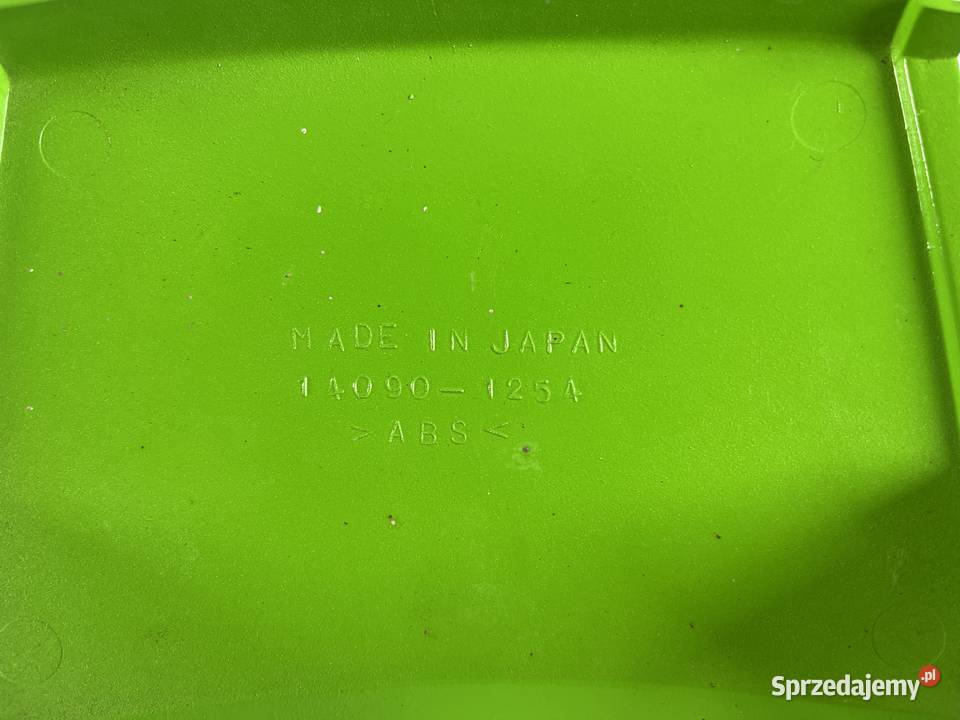 MADE IN JAPAN
14090-1254
>ABS<
Sprzedajemy.pl